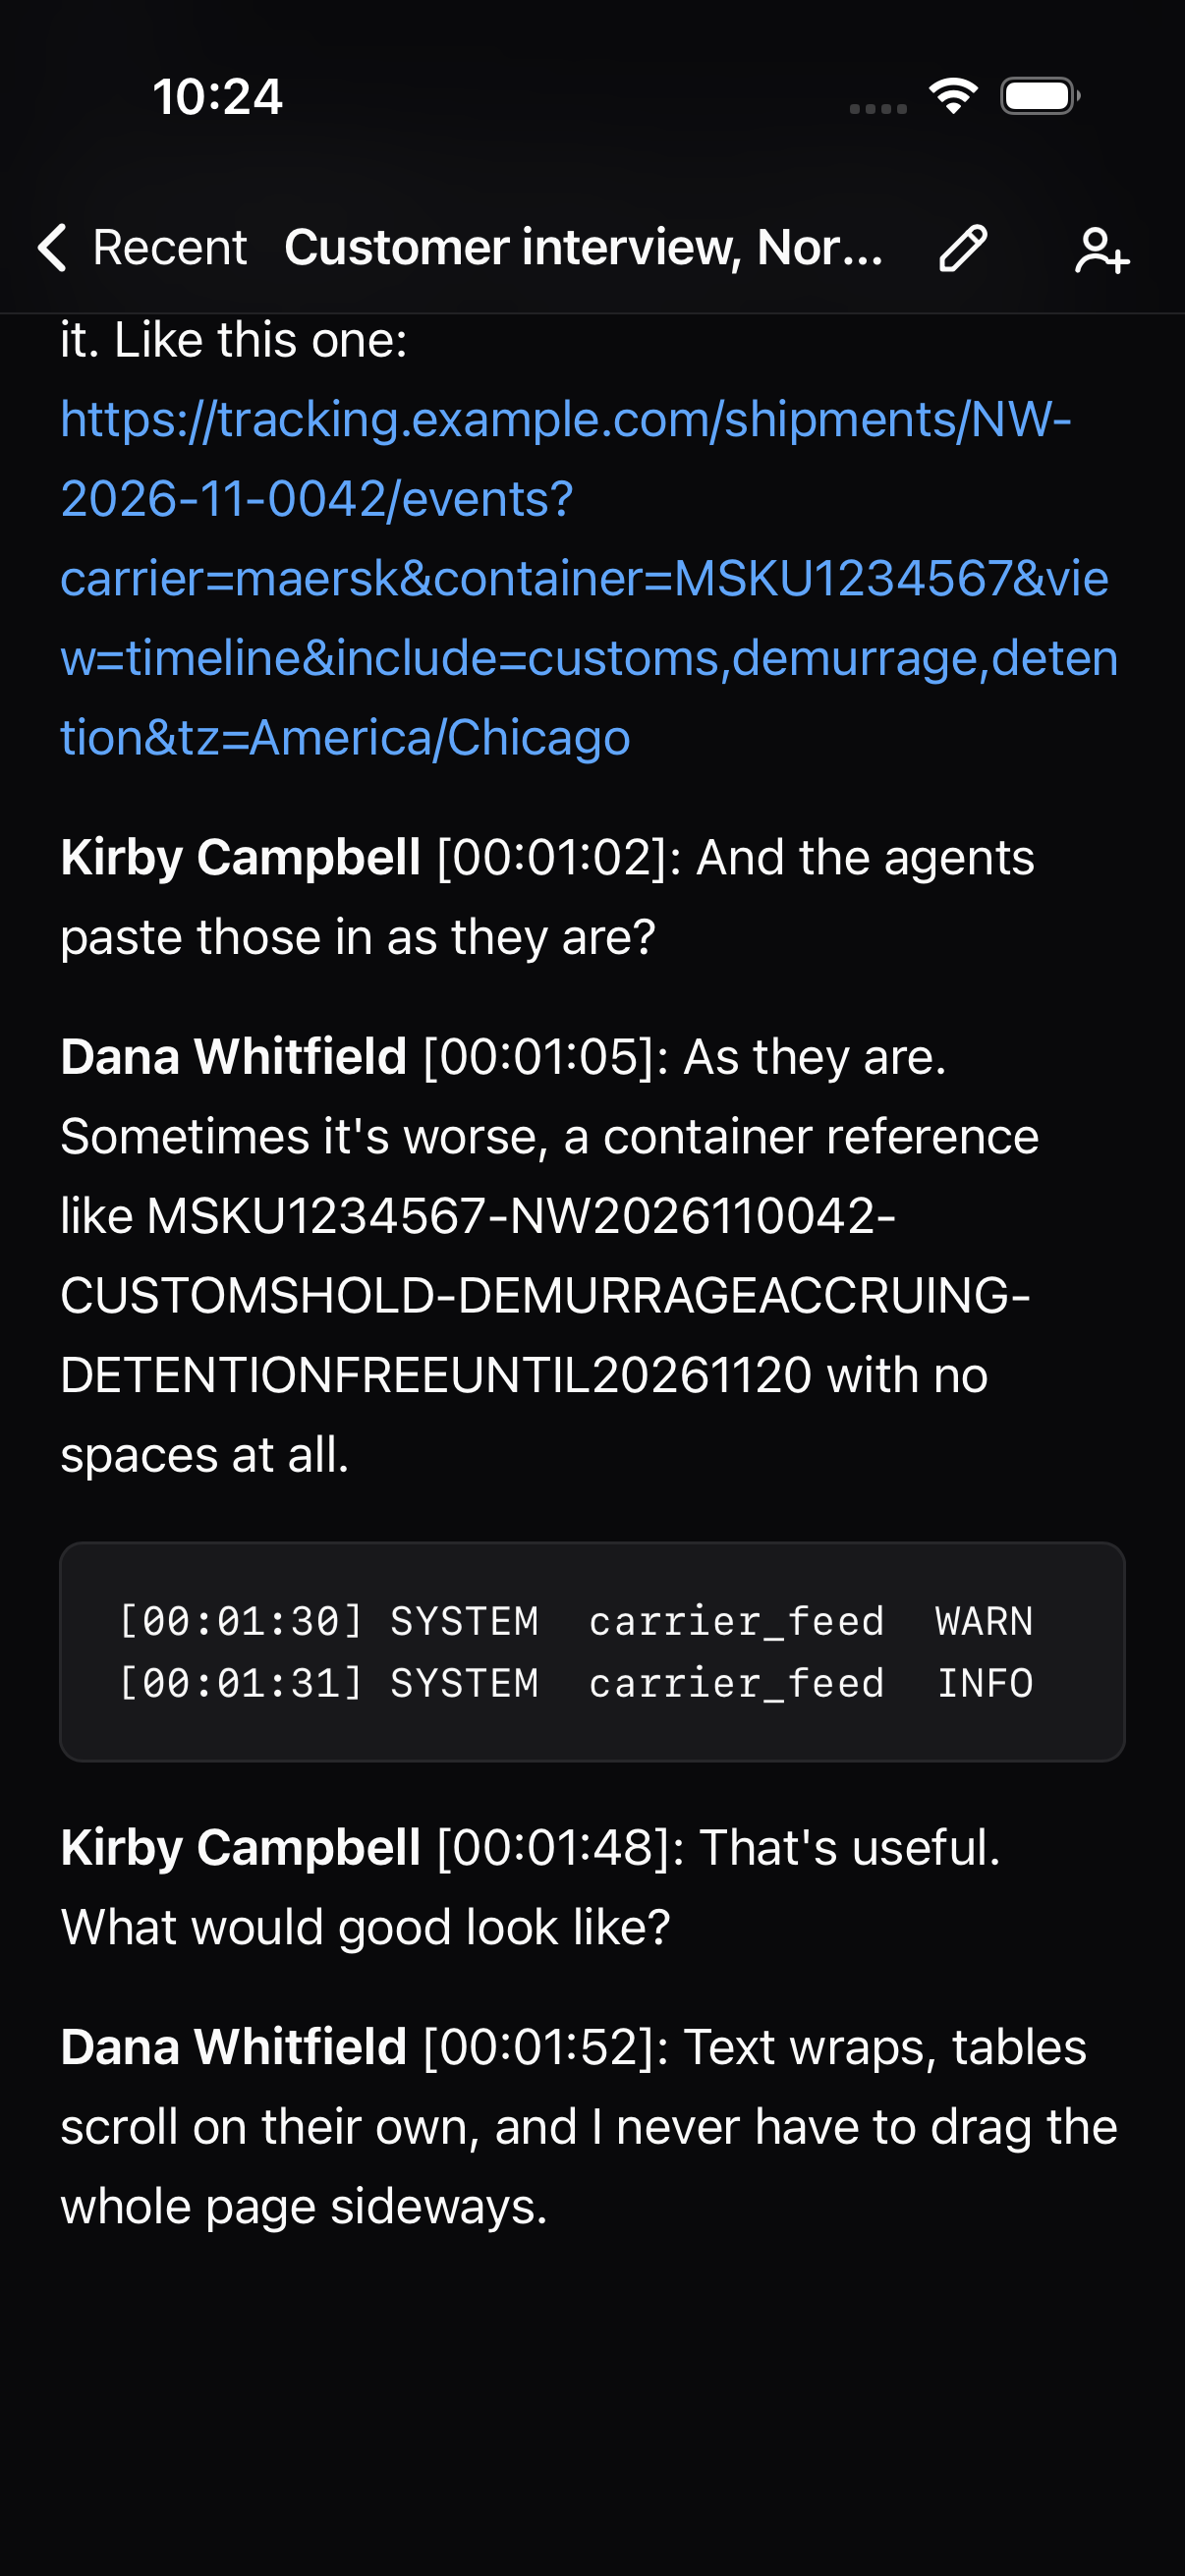 10:24
Recent Customer interview, Nor...
it. Like this one:
https://tracking.example.com/shipments/NW-
2026-11-0042/events?
carrier=maersk&container=MSKU1234567&vie
w=timeline&include=customs,demurrage,deten
tion&tz=America/Chicago
Kirby Campbell [00:01:02]: And the agents
paste those in as they are?
Dana Whitfield [00:01:05]: As they are.
Sometimes it's worse, a container reference
like MSKU1234567-NW2026110042-
CUSTOMSHOLD-DEMURRAGEACCRUING-
DETENTIONFREEUNTIL20261120 with no
spaces at all.
[00:01:30] SYSTEM  carrier_feed  WARN
[00:01:31] SYSTEM  carrier_feed  INFO
Kirby Campbell [00:01:48]: That's useful.
What would good look like?
Dana Whitfield [00:01:52]: Text wraps, tables
scroll on their own, and I never have to drag the
whole page sideways.